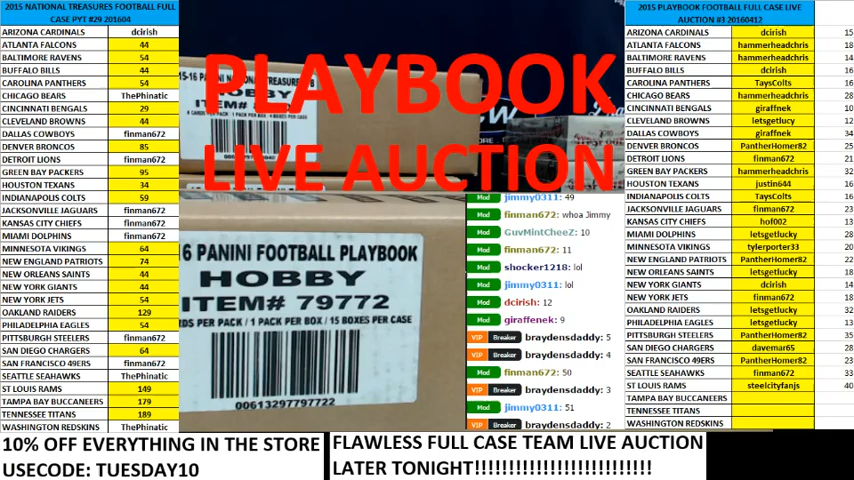 2015 NATIONAL TREASURES FOOTBALL FULL
CASE PYT #29 201604
ARIZONA CARDINALS dcirish
ATLANTA FALCONS 44
BALTIMORE RAVENS 54
BUFFALO BILLS 44
CAROLINA PANTHERS 54
CHICAGO BEARS ThePhinatic
CINCINNATI BENGALS 29
CLEVELAND BROWNS 44
DALLAS COWBOYS finman672
DENVER BRONCOS 85
DETROIT LIONS finman672
GREEN BAY PACKERS 95
HOUSTON TEXANS 34
INDIANAPOLIS COLTS 59
JACKSONVILLE JAGUARS finman672
KANSAS CITY CHIEFS finman672
MIAMI DOLPHINS finman672
MINNESOTA VIKINGS 64
NEW ENGLAND PATRIOTS 74
NEW ORLEANS SAINTS 44
NEW YORK GIANTS 44
NEW YORK JETS 54
OAKLAND RAIDERS 129
PHILADELPHIA EAGLES 54
PITTSBURGH STEELERS finman672
SAN DIEGO CHARGERS 64
SAN FRANCISCO 49ERS finman672
SEATTLE SEAHAWKS ThePhinatic
ST LOUIS RAMS 149
TAMPA BAY BUCCANEERS 179
TENNESSEE TITANS 189
WASHINGTON REDSKINS ThePhinatic
PLAYBOOK
LIVE AUCTION
HOBBY
16 PANINI FOOTBALL PLAYBOOK
HOBBY
ITEM# 79772
RDS PER PACK / 1 PACK PER BOX / 15 BOXES PER CASE
00613297797722
Mod jimmy0311: 49
Mod finman672: whoa Jimmy
Mod GuvMintCheeZ: 10
Mod finman672: 11
Mod shocker1218: lol
Mod jimmy0311: lol
Mod dcirish: 12
Mod giraffenek: 9
VIP Breaker braydensdaddy: 5
VIP Breaker braydensdaddy: 4
Mod finman672: 50
VIP Breaker braydensdaddy: 3
Mod jimmy0311: 51
VIP Breaker braydensdaddy: 2
2015 PLAYBOOK FOOTBALL FULL CASE LIVE
AUCTION #3 20160412
ARIZONA CARDINALS dcirish 15
ATLANTA FALCONS hammerheadchris 18
BALTIMORE RAVENS hammerheadchris 14
BUFFALO BILLS dcirish 16
CAROLINA PANTHERS TaysColts 16
CHICAGO BEARS hammerheadchris 28
CINCINNATI BENGALS giraffnek 10
CLEVELAND BROWNS letsgetlucy 12
DALLAS COWBOYS giraffnek 34
DENVER BRONCOS PantherHomer82 25
DETROIT LIONS finman672 21
GREEN BAY PACKERS hammerheadchris 32
HOUSTON TEXANS justin644 16
INDIANAPOLIS COLTS TaysColts 16
JACKSONVILLE JAGUARS finman672 23
KANSAS CITY CHIEFS hof002 13
MIAMI DOLPHINS letsgetlucky 11
MINNESOTA VIKINGS tylerporter33 20
NEW ENGLAND PATRIOTS PantherHomer82 22
NEW ORLEANS SAINTS letsgetlucky 18
NEW YORK GIANTS dcirish 14
NEW YORK JETS finman672 18
OAKLAND RAIDERS letsgetlucky 32
PHILADELPHIA EAGLES letsgetlucky 13
PITTSBURGH STEELERS PantherHomer82 35
SAN DIEGO CHARGERS davemar65 28
SAN FRANCISCO 49ERS PantherHomer82 23
SEATTLE SEAHAWKS finman672 33
ST LOUIS RAMS steelcityfanjs 40
TAMPA BAY BUCCANEERS
TENNESSEE TITANS
WASHINGTON REDSKINS
10% OFF EVERYTHING IN THE STORE
USECODE: TUESDAY10
FLAWLESS FULL CASE TEAM LIVE AUCTION
LATER TONIGHT!!!!!!!!!!!!!!!!!!!!!!!!!!!